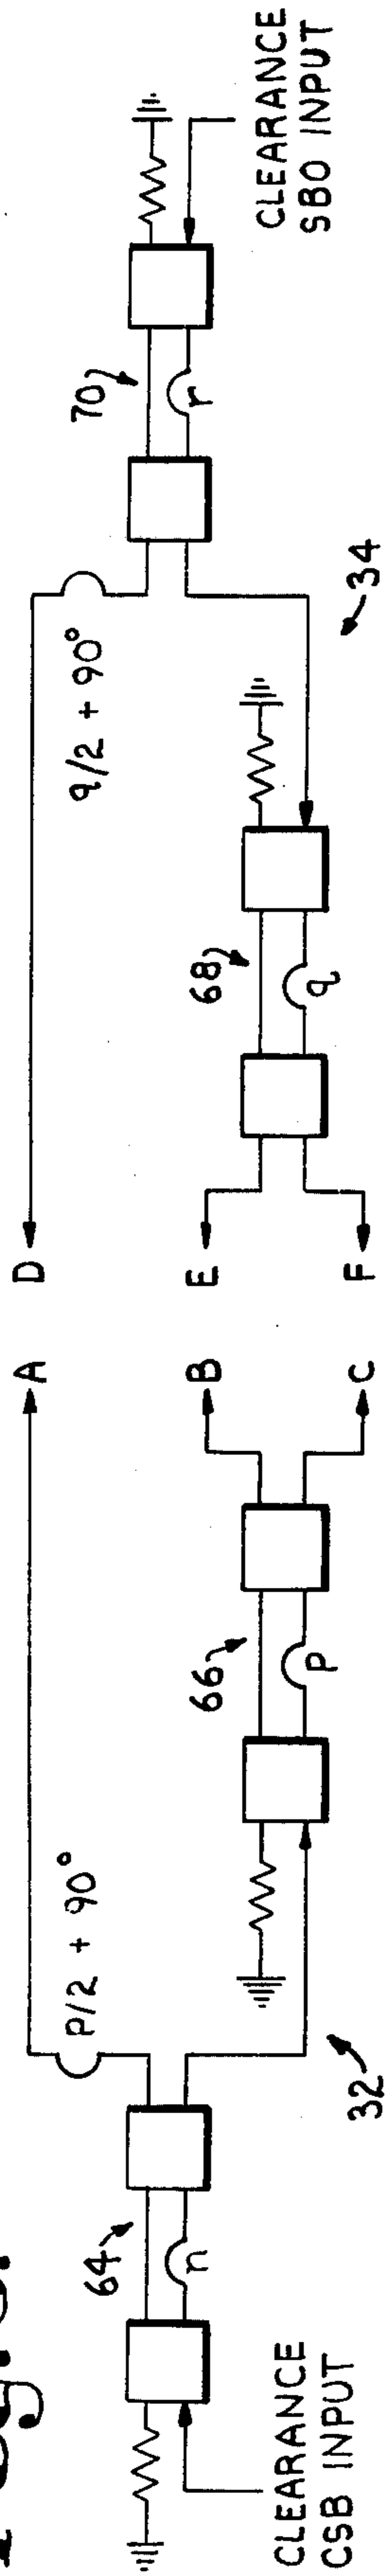 A
D
p/2 + 90°
q/2 + 90°
64
n
70
r
B
E
66
p
68
q
C
F
CLEARANCE
CSB INPUT
32
34
CLEARANCE
SBO INPUT